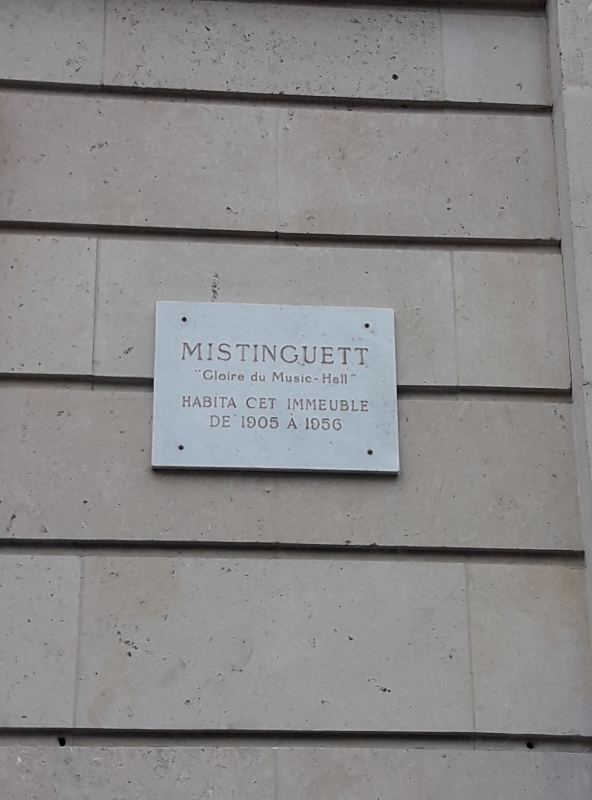 MISTINGUETT
"Gloire du Music-Hall"
HABITA CET IMMEUBLE
DE 1905 À 1956